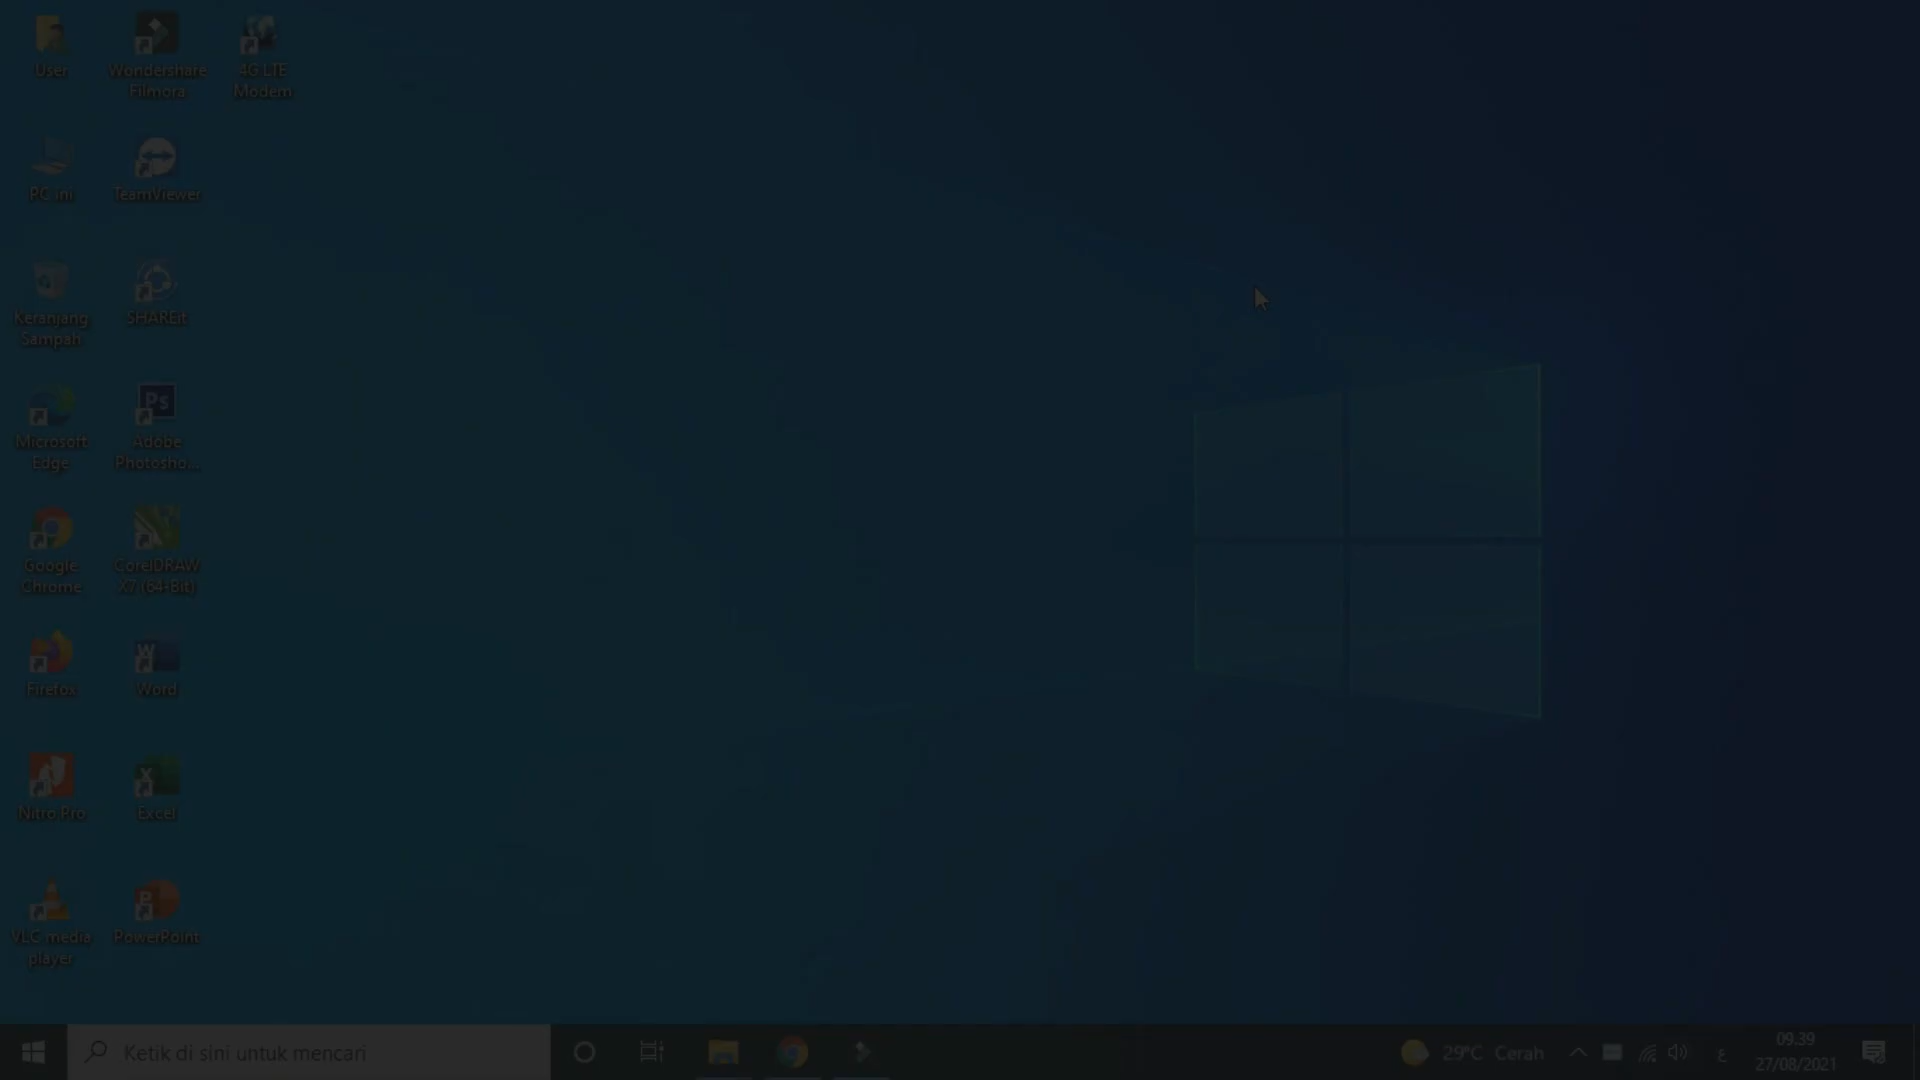 User
Wondershare
Filmora
4G LTE
Modem
PC ini
TeamViewer
Keranjang
Sampah
SHAREit
Microsoft
Edge
Ps
Adobe
Photosho...
Google
Chrome
CorelDRAW
X7 (64-Bit)
Firefox
W
Word
Nitro Pro
X
Excel
VLC media
player
P
PowerPoint
Ketik di sini untuk mencari
29°C Cerah
ع
09.39
27/08/2021